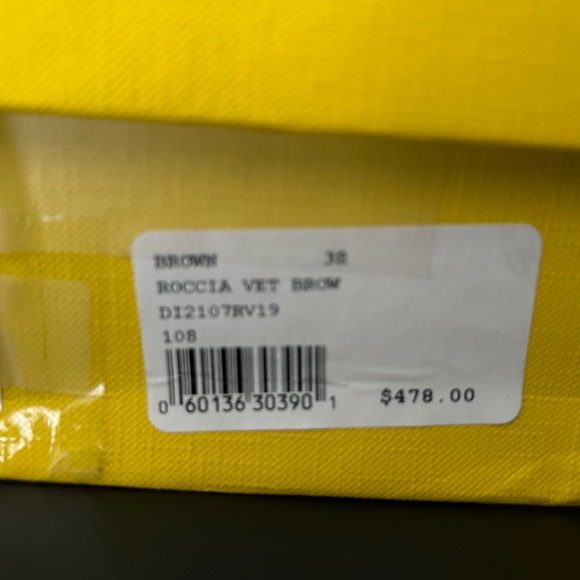 BROWN 38
ROCCIA VET BROW
DI2107RV19
108
0 60136 30390 1
$478.00